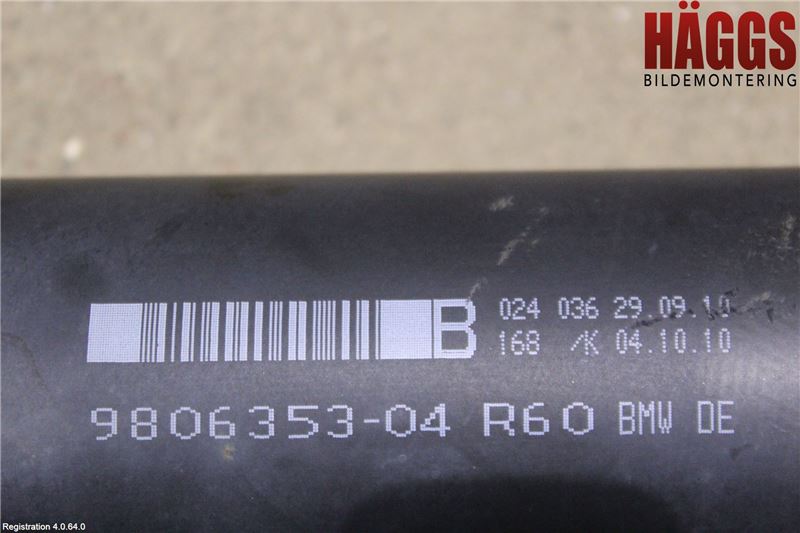 HÄGGS
BILDEMONTERING
B
024 036 29.09.10
168 /K 04.10.10
9806353-04 R60 BMW DE
Registration 4.0.64.0